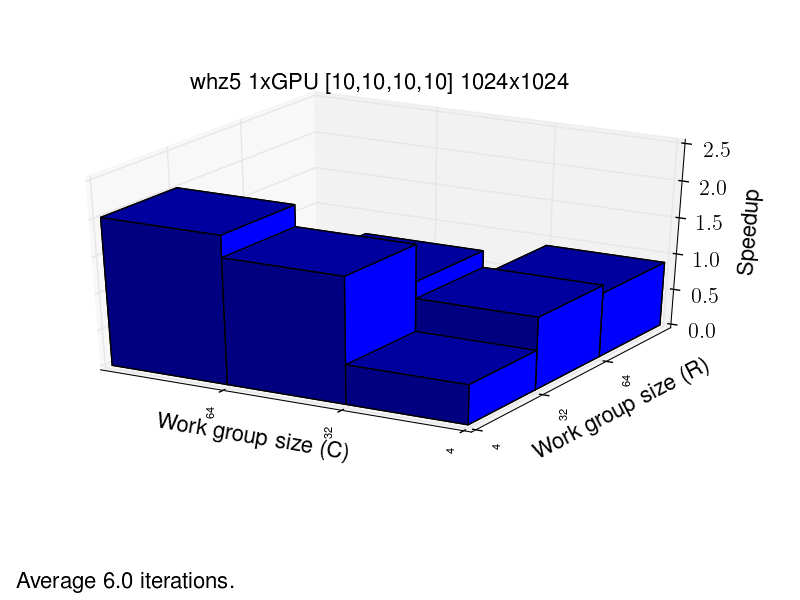 whz5 1xGPU [10,10,10,10] 1024x1024
2.5
2.0
1.5
1.0
0.5
0.0
Speedup
64
32
4
Work group size (C)
4
32
64
Work group size (R)
Average 6.0 iterations.